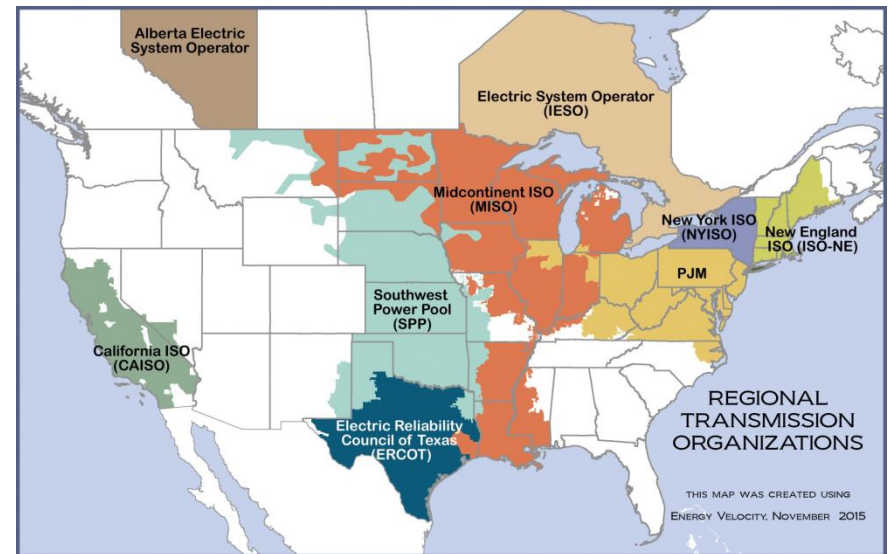 Alberta Electric
System Operator
Electric System Operator
(IESO)
Midcontinent ISO
(MISO)
New York ISO
(NYISO)
New England
ISO (ISO-NE)
PJM
Southwest
Power Pool
(SPP)
California ISO
(CAISO)
Electric Reliability
Council of Texas
(ERCOT)
REGIONAL
TRANSMISSION
ORGANIZATIONS
THIS MAP WAS CREATED USING
ENERGY VELOCITY, NOVEMBER 2015